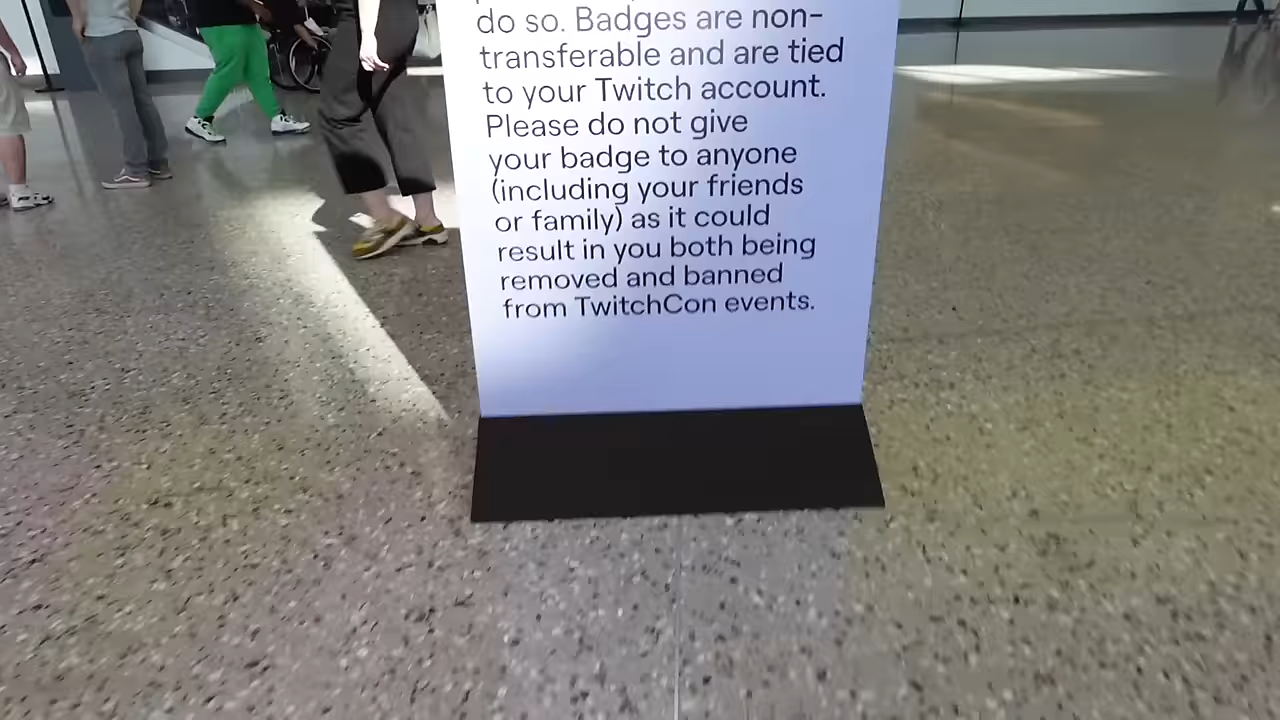 do so. Badges are non-
transferable and are tied
to your Twitch account.
Please do not give
your badge to anyone
(including your friends
or family) as it could
result in you both being
removed and banned
from TwitchCon events.